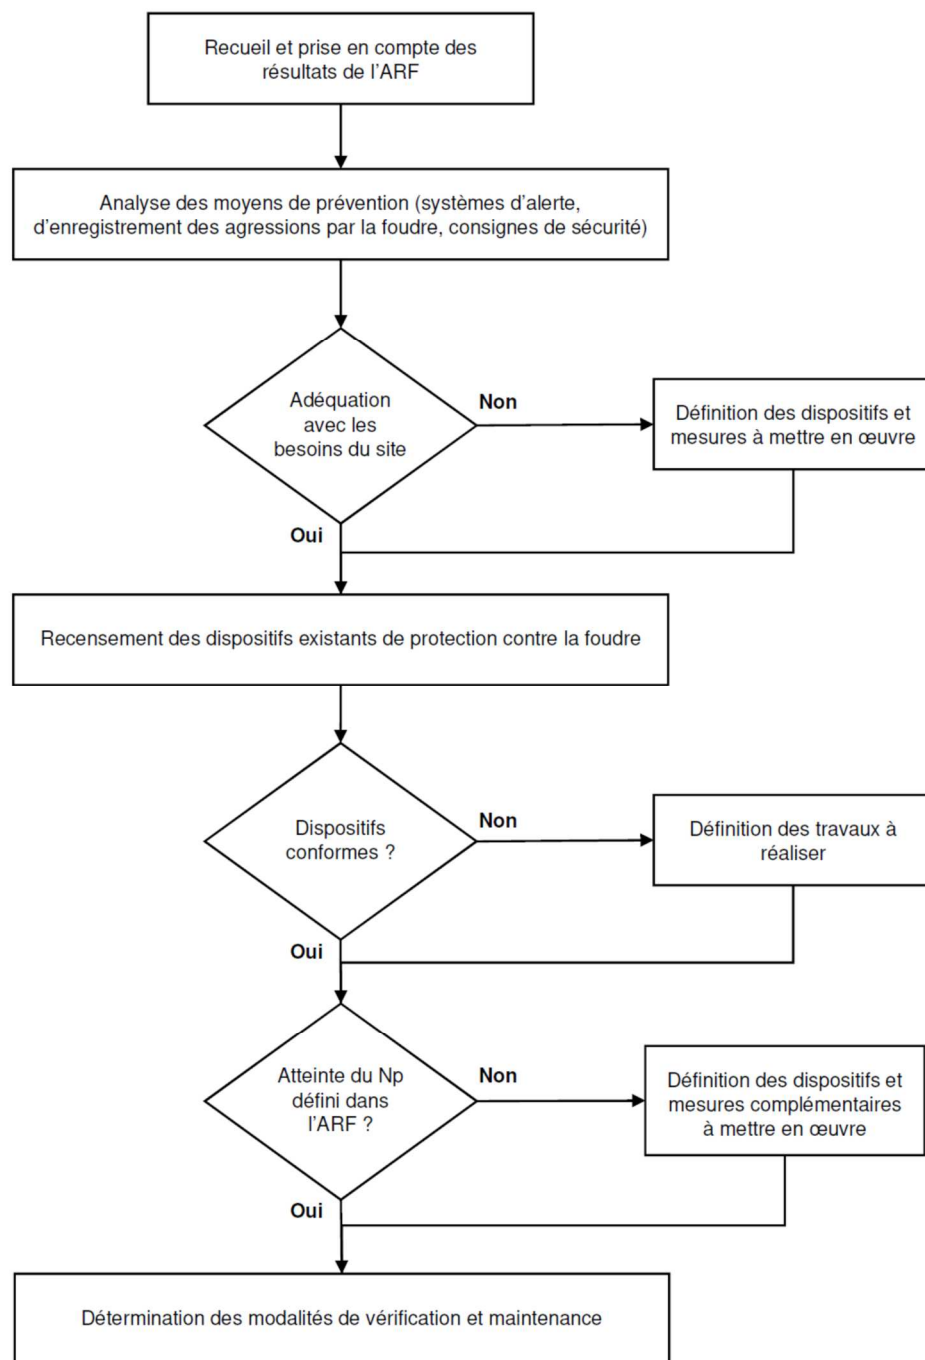 Recueil et prise en compte des
résultats de l'ARF
Analyse des moyens de prévention (systèmes d'alerte,
d'enregistrement des agressions par la foudre, consignes de sécurité)
Adéquation
avec les
besoins du site
Non
Définition des dispositifs et
mesures à mettre en œuvre
Oui
Recensement des dispositifs existants de protection contre la foudre
Dispositifs
conformes ?
Non
Définition des travaux à
réaliser
Oui
Atteinte du Np
défini dans
l'ARF ?
Non
Définition des dispositifs et
mesures complémentaires
à mettre en œuvre
Oui
Détermination des modalités de vérification et maintenance